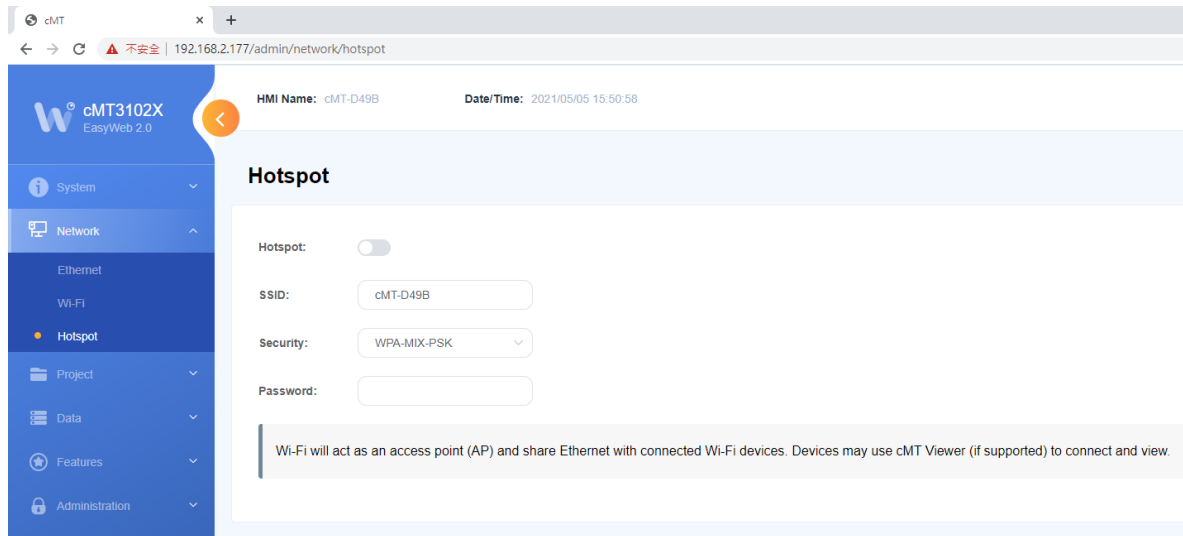 cMT
不安全 | 192.168.2.177/admin/network/hotspot
cMT3102X
EasyWeb 2.0
HMI Name: cMT-D49B Date/Time: 2021/05/05 15:50:58
System
Network
Ethernet
Wi-Fi
Hotspot
Project
Data
Features
Administration
Hotspot
Hotspot:
SSID: cMT-D49B
Security: WPA-MIX-PSK
Password:
Wi-Fi will act as an access point (AP) and share Ethernet with connected Wi-Fi devices. Devices may use cMT Viewer (if supported) to connect and view.